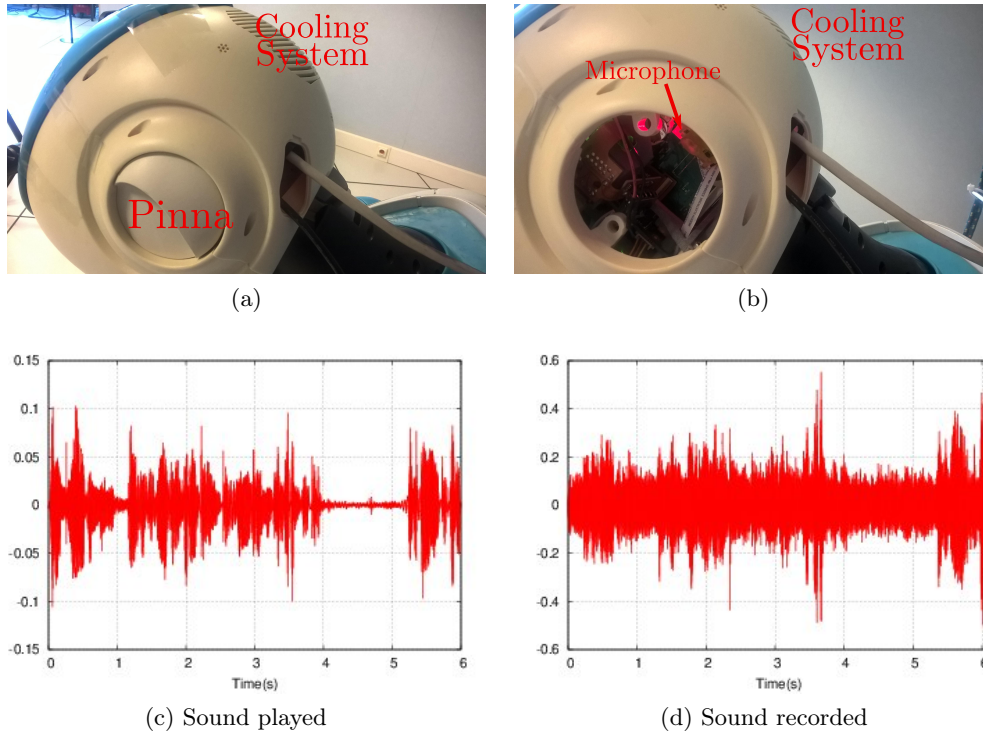 Cooling
System
Pinna
(a)
Cooling
System
Microphone
(b)
0.15
0.1
0.05
0
-0.05
-0.1
-0.15
0 1 2 3 4 5 6
Time(s)
(c) Sound played
0.6
0.4
0.2
0
-0.2
-0.4
-0.6
0 1 2 3 4 5 6
Time(s)
(d) Sound recorded